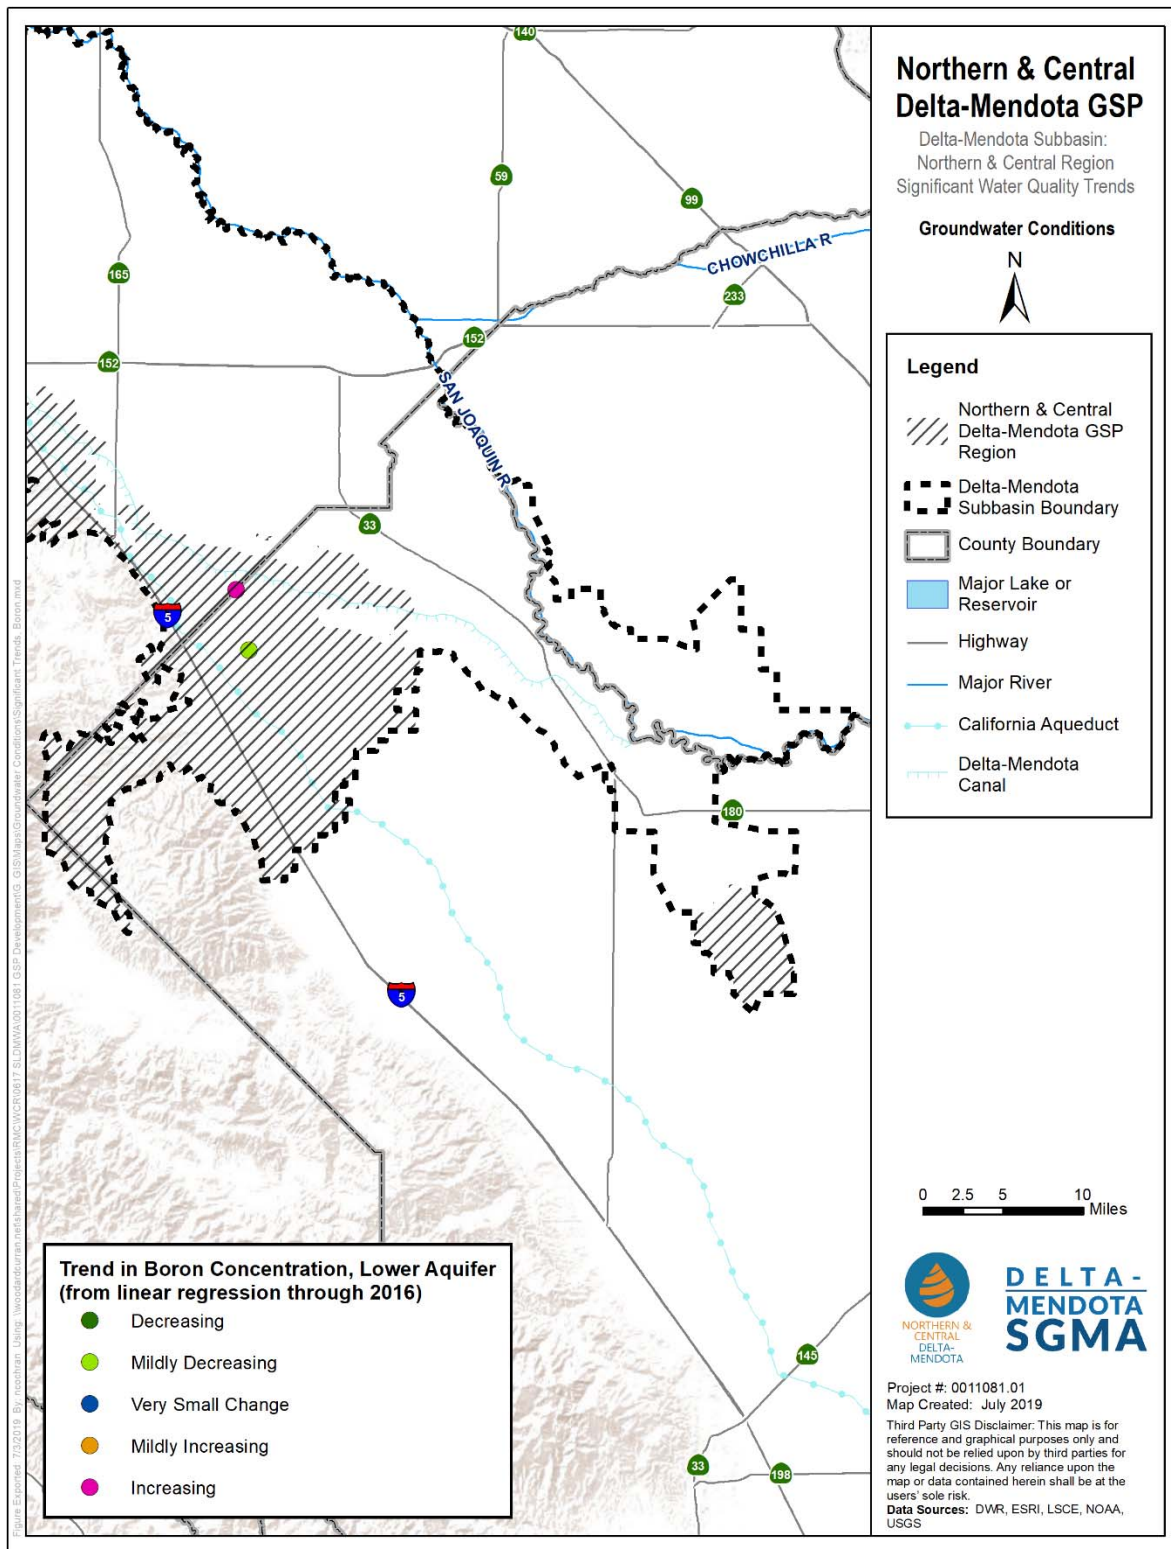 Northern & Central
Delta-Mendota GSP
Delta-Mendota Subbasin:
Northern & Central Region
Significant Water Quality Trends
Groundwater Conditions
N
Legend
Northern & Central
Delta-Mendota GSP
Region
Delta-Mendota
Subbasin Boundary
County Boundary
Major Lake or
Reservoir
Highway
Major River
California Aqueduct
Delta-Mendota
Canal
0 2.5 5 10
Miles
NORTHERN &
CENTRAL
DELTA-
MENDOTA
DELTA-
MENDOTA
SGMA
Project #: 0011081.01
Map Created: July 2019
Third Party GIS Disclaimer: This map is for
reference and graphical purposes only and
should not be relied upon by third parties for
any legal decisions. Any reliance upon the
map or data contained herein shall be at the
users' sole risk.
Data Sources: DWR, ESRI, LSCE, NOAA,
USGS
140
59
99
CHOWCHILLA R
165
233
152
152
SAN JOAQUIN R
33
5
180
5
145
33
198
Trend in Boron Concentration, Lower Aquifer
(from linear regression through 2016)
Decreasing
Mildly Decreasing
Very Small Change
Mildly Increasing
Increasing